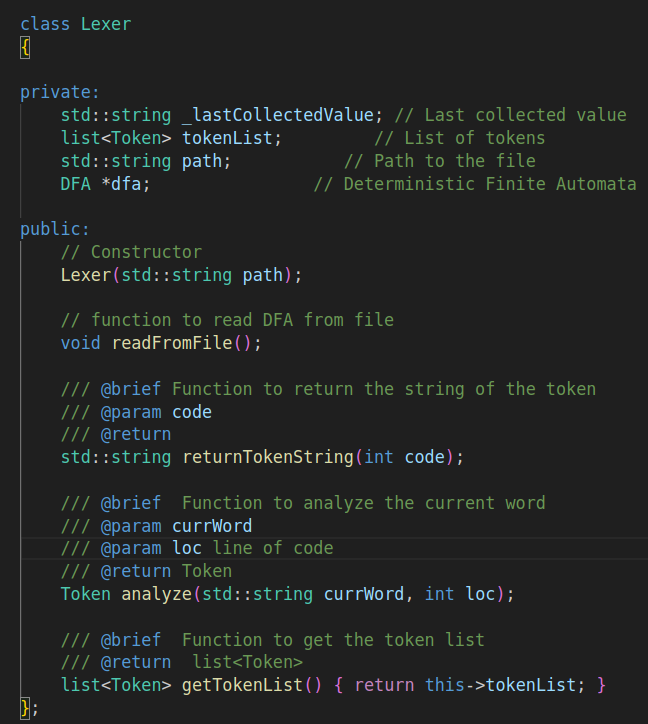 class Lexer
{
private:
    std::string _lastCollectedValue; // Last collected value
    list<Token> tokenList;         // List of tokens
    std::string path;           // Path to the file
    DFA *dfa;                // Deterministic Finite Automata
public:
    // Constructor
    Lexer(std::string path);
    // function to read DFA from file
    void readFromFile();
    /// @brief Function to return the string of the token
    /// @param code
    /// @return
    std::string returnTokenString(int code);
    /// @brief  Function to analyze the current word
    /// @param currWord
    /// @param loc line of code
    /// @return Token
    Token analyze(std::string currWord, int loc);
    /// @brief  Function to get the token list
    /// @return  list<Token>
    list<Token> getTokenList() { return this->tokenList; }
};